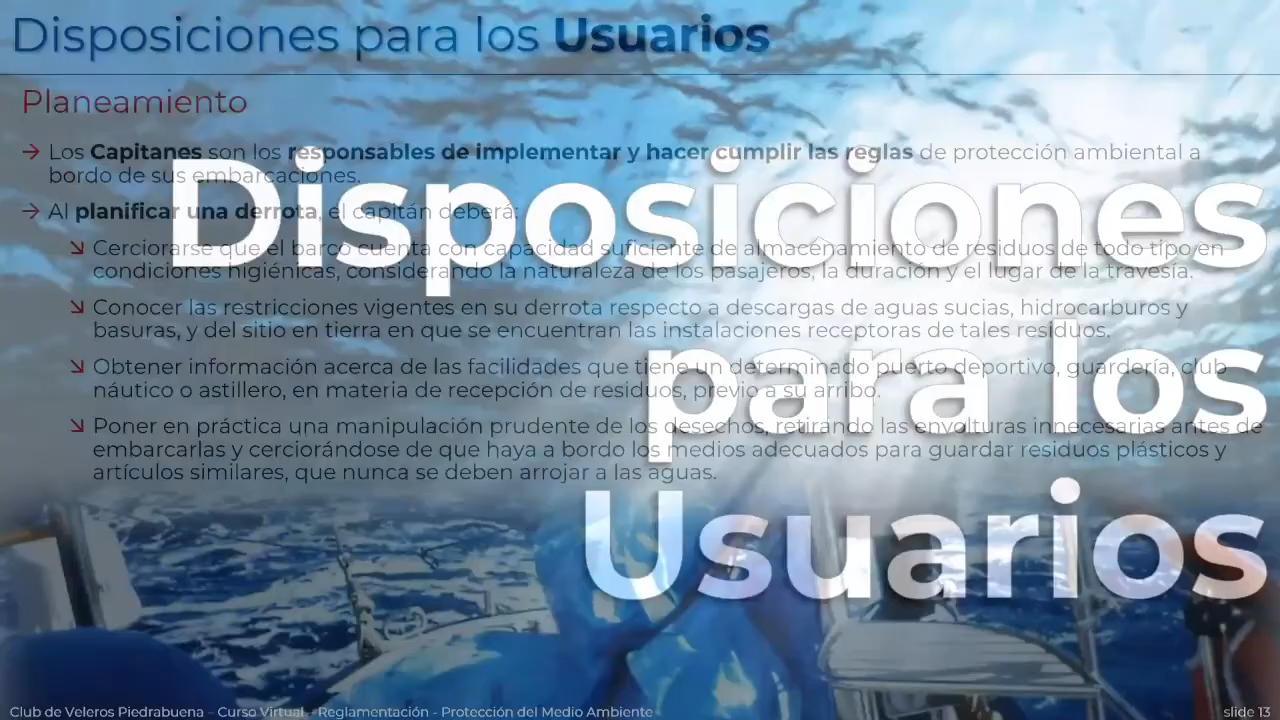 Disposiciones para los Usuarios
Planeamiento
→ Los Capitanes son los responsables de implementar y hacer cumplir las reglas de protección ambiental a
bordo de sus embarcaciones.
→ Al planificar una derrota, el capitán deberá:
↘ Cerciorarse que el barco cuenta con capacidad suficiente de almacenamiento de residuos de todo tipo en
condiciones higiénicas, considerando la naturaleza de los pasajeros, la duración y el lugar de la travesía.
↘ Conocer las restricciones vigentes en su derrota respecto a descargas de aguas sucias, hidrocarburos y
basuras, y del sitio en tierra en que se encuentran las instalaciones receptoras de tales residuos.
↘ Obtener información acerca de las facilidades que tiene un determinado puerto deportivo, guardería, club
náutico o astillero, en materia de recepción de residuos, previo a su arribo.
↘ Poner en práctica una manipulación prudente de los desechos, retirando las envolturas innecesarias antes de
embarcarlas y cerciorándose de que haya a bordo los medios adecuados para guardar residuos plásticos y
artículos similares, que nunca se deben arrojar a las aguas.
Disposiciones
para los
Usuarios
Club de Veleros Piedrabuena – Curso Virtual - Reglamentación - Protección del Medio Ambiente
slide 13